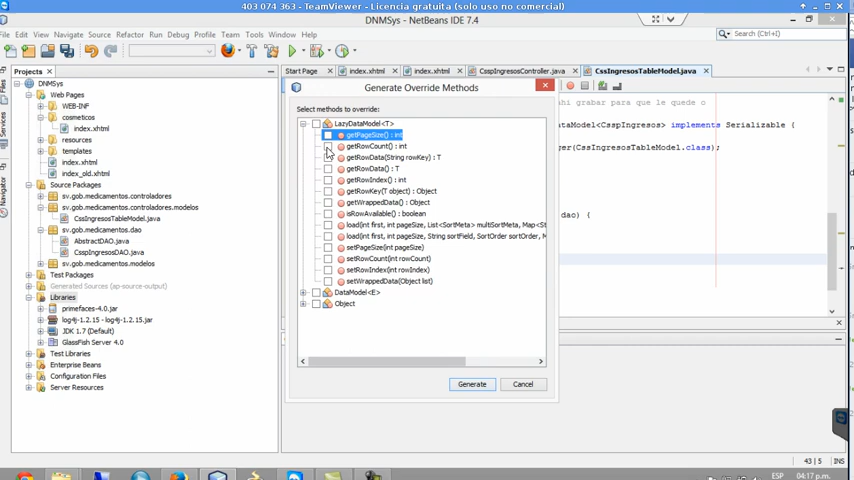 403 074 363 - TeamViewer - Licencia gratuita (solo uso no comercial)
DNMSys - NetBeans IDE 7.4
File Edit View Navigate Source Refactor Run Debug Profile Team Tools Window Help
Search (Ctrl+I)
Projects
Start Page
index.xhtml
index.xhtml
CsspIngresosController.java
CssIngresosTableModel.java
DNMSys
Web Pages
WEB-INF
cosmeticos
index.xhtml
resources
templates
index.xhtml
index_old.xhtml
Source Packages
sv.gob.medicamentos.controladores
sv.gob.medicamentos.controladores.modelos
CssIngresosTableModel.java
sv.gob.medicamentos.dao
AbstractDAO.java
CsspIngresosDAO.java
sv.gob.medicamentos.modelos
Test Packages
Generated Sources (ap-source-output)
Libraries
primefaces-4.0.jar
log4j-1.2.15 - log4j-1.2.15.jar
JDK 1.7 (Default)
GlassFish Server 4.0
Test Libraries
Enterprise Beans
Configuration Files
Server Resources
Files
Services
Generate Override Methods
Select methods to override:
LazyDataModel<T>
getPageSize() : int
getRowCount() : int
getRowData(String rowKey) : T
getRowData() : T
getRowIndex() : int
getRowKey(T object) : Object
getWrappedData() : Object
isRowAvailable() : boolean
load(int first, int pageSize, List<SortMeta> multiSortMeta, Map<St
load(int first, int pageSize, String sortField, SortOrder sortOrder, M
setPageSize(int pageSize)
setRowCount(int rowCount)
setRowIndex(int rowIndex)
setWrappedData(Object list)
DataModel<E>
Object
Generate
Cancel
ahi grabar para que le quede o
ataModel<CsspIngresos> implements Serializable {
ger(CssIngresosTableModel.class);
dao) {
43 | 5
INS
ESP
04:17 p.m.